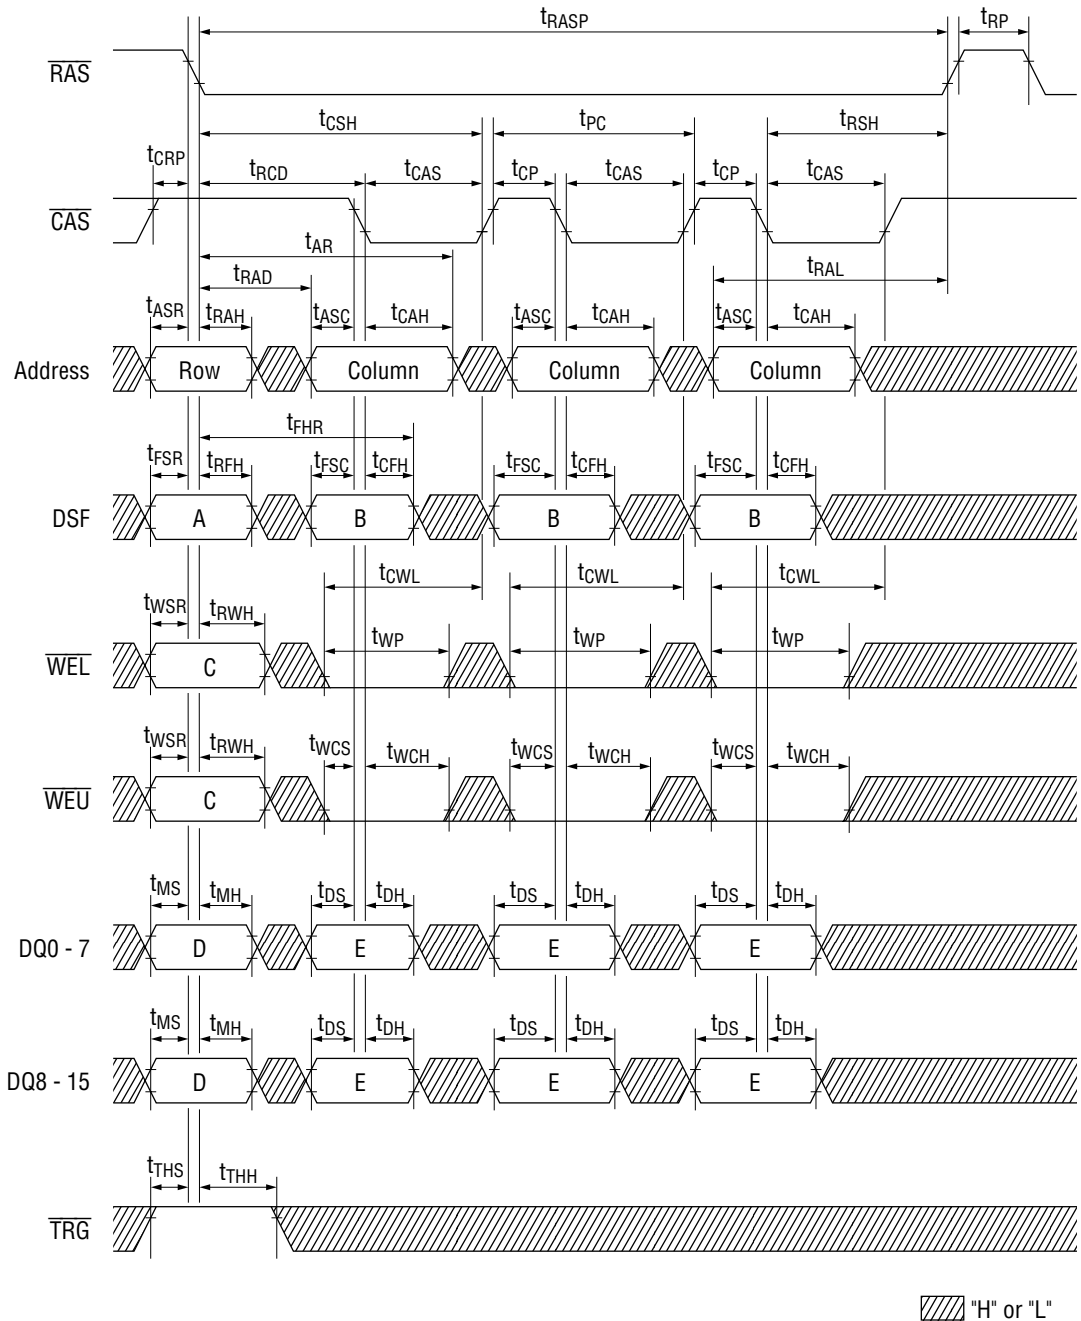 tRASP tRP
RAS
tCSH tPC tRSH
tCRP tRCD tCAS tCP tCAS tCP tCAS
CAS
tAR
tRAD tRAL
tASR tRAH tASC tCAH tASC tCAH tASC tCAH
Address Row Column Column Column
tFHR
tFSR tRFH tFSC tCFH tFSC tCFH tFSC tCFH
DSF A B B B
tCWL tCWL tCWL
tWSR tRWH tWP tWP tWP
WEL C
tWSR tRWH tWCS tWCH tWCS tWCH tWCS tWCH
WEU C
tMS tMH tDS tDH tDS tDH tDS tDH
DQ0 - 7 D E E E
tMS tMH tDS tDH tDS tDH tDS tDH
DQ8 - 15 D E E E
tTHS tTHH
TRG
"H" or "L"